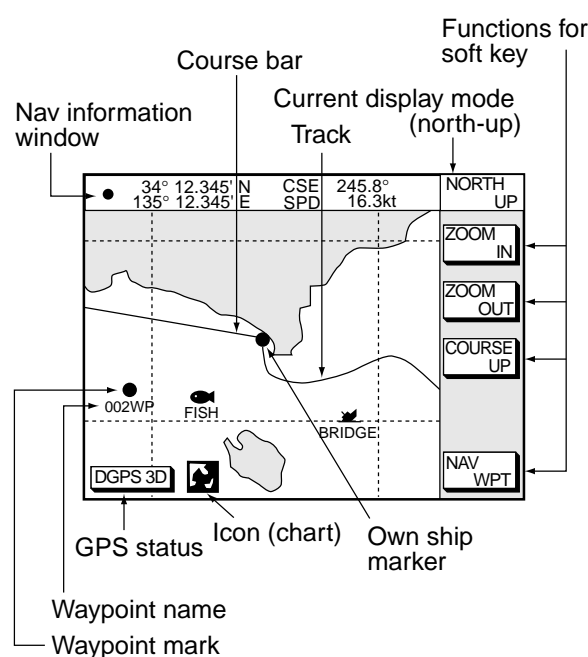 Functions for
soft key
Course bar
Current display mode
(north-up)
Nav information
window
Track
34° 12.345' N CSE 245.8°
135° 12.345' E SPD 16.3kt
NORTH
UP
ZOOM
IN
ZOOM
OUT
COURSE
UP
002WP
FISH
BRIDGE
DGPS 3D
NAV
WPT
GPS status
Icon (chart)
Own ship
marker
Waypoint name
Waypoint mark